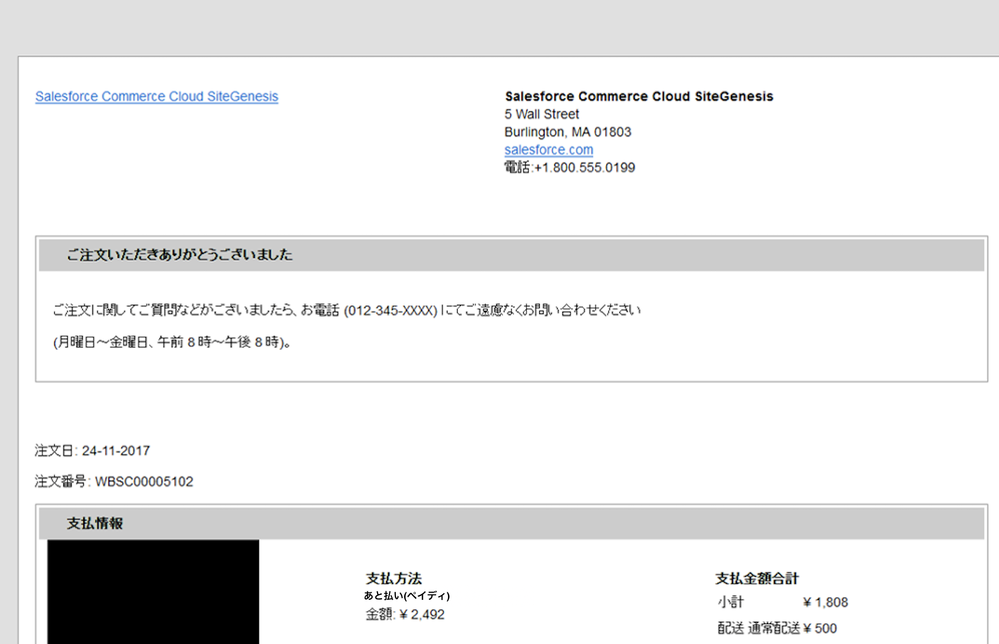 Salesforce Commerce Cloud SiteGenesis
Salesforce Commerce Cloud SiteGenesis
5 Wall Street
Burlington, MA 01803
salesforce.com
電話:+1.800.555.0199
ご注文いただきありがとうございました
ご注文に関してご質問などがございましたら、お電話 (012-345-XXXX) にてご遠慮なくお問い合わせください
(月曜日～金曜日、午前 8 時～午後 8 時)。
注文日: 24-11-2017
注文番号: WBSC00005102
支払情報
支払方法
あと払い(ペイディ)
金額: ¥ 2,492
支払金額合計
小計 ¥ 1,808
配送 通常配送 ¥ 500